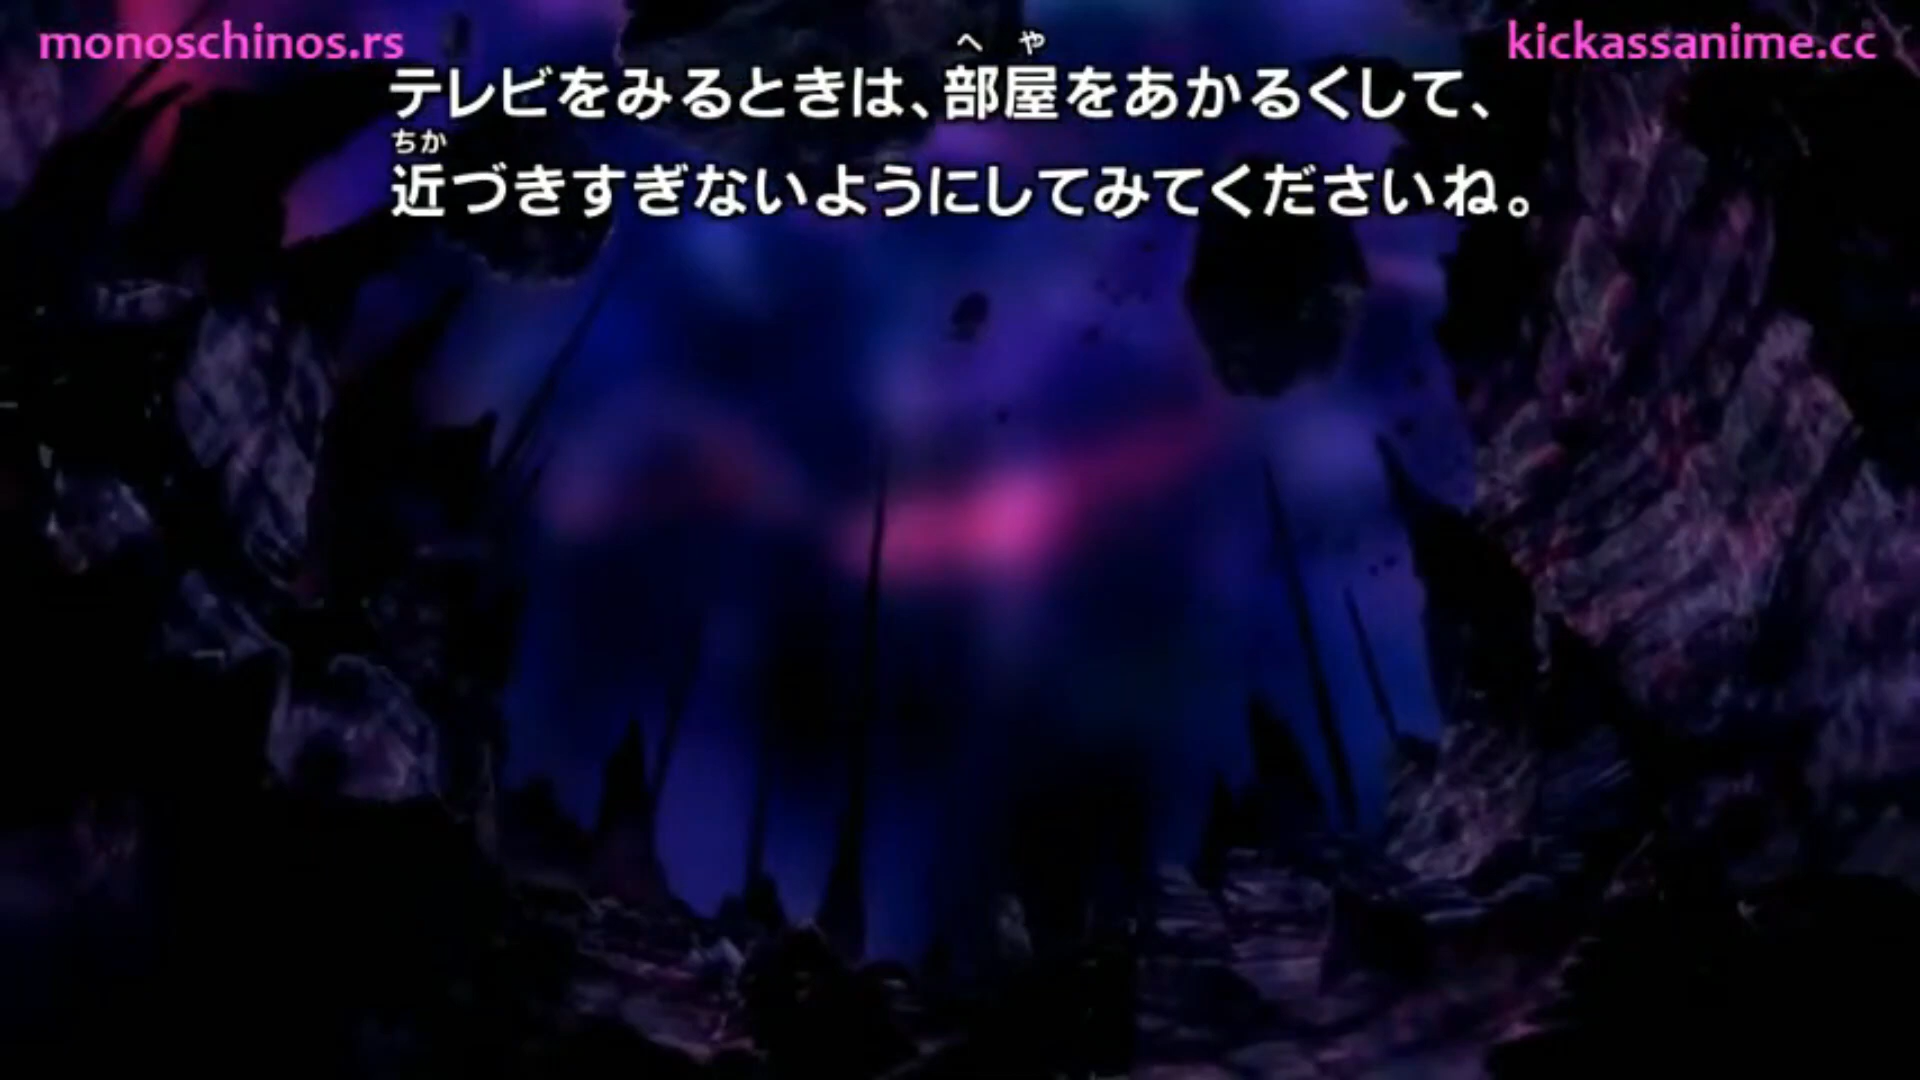 monoschinos.rs
kickassanime.cc
へや
テレビをみるときは、部屋をあかるくして、
ちか
近づきすぎないようにしてみてくださいね。